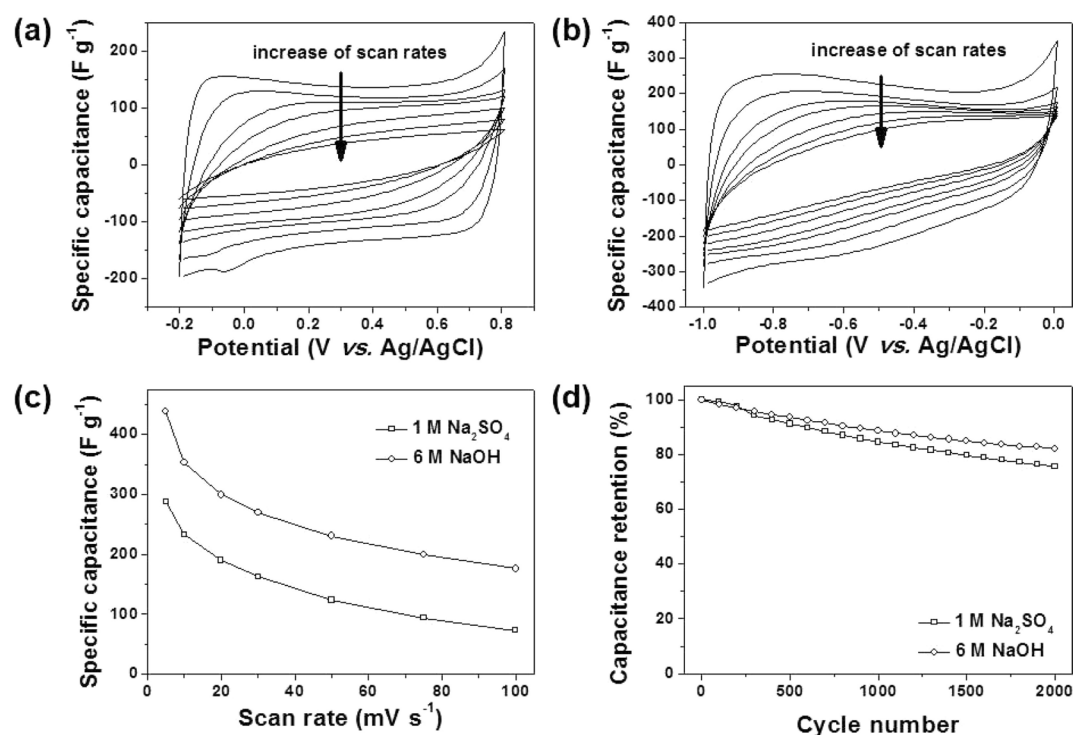 (a)
Specific capacitance (F g⁻¹)
200
100
0
-100
-200
increase of scan rates
-0.2 0.0 0.2 0.4 0.6 0.8
Potential (V vs. Ag/AgCl)
(b)
Specific capacitance (F g⁻¹)
400
300
200
100
0
-100
-200
-300
-400
increase of scan rates
-1.0 -0.8 -0.6 -0.4 -0.2 0.0
Potential (V vs. Ag/AgCl)
(c)
Specific capacitance (F g⁻¹)
400
300
200
100
0
1 M Na₂SO₄
6 M NaOH
0 20 40 60 80 100
Scan rate (mV s⁻¹)
(d)
Capacitance retention (%)
100
80
60
40
20
0
1 M Na₂SO₄
6 M NaOH
0 500 1000 1500 2000
Cycle number